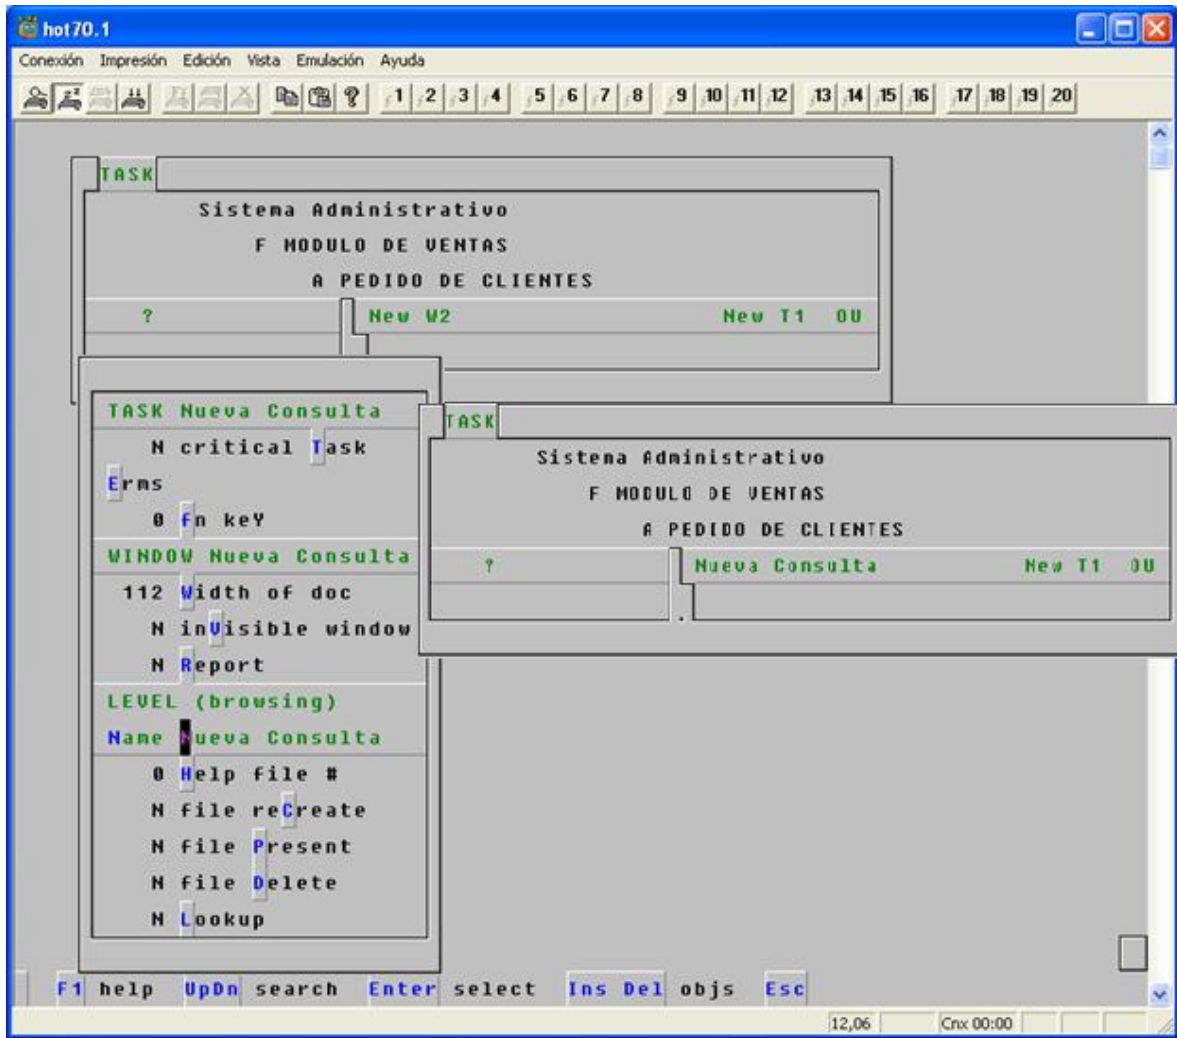 hot70.1
Conexión Impresión Edición Vista Emulación Ayuda
1 2 3 4 5 6 7 8 9 10 11 12 13 14 15 16 17 18 19 20
TASK
Sistema Administrativo
F MODULO DE VENTAS
A PEDIDO DE CLIENTES
? New W2 New T1 OU
TASK Nueva Consulta
N critical Task
Erms
0 fn keY
WINDOW Nueva Consulta
112 Width of doc
N inVisible window
N Report
LEVEL (browsing)
Name Nueva Consulta
0 Help file #
N file reCreate
N file Present
N file Delete
N Lookup
TASK
Sistema Administrativo
F MODULO DE VENTAS
A PEDIDO DE CLIENTES
? Nueva Consulta New T1 OU
F1 help UpDn search Enter select Ins Del objs Esc
12,06 Cnx 00:00